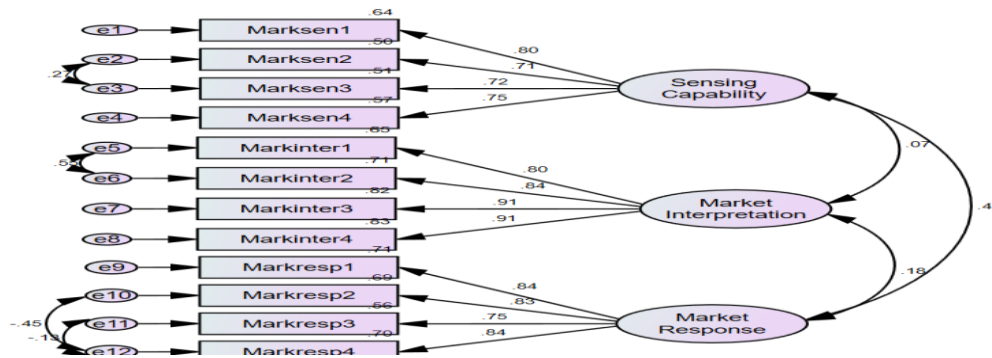 .64
e1 Marksen1
.80
.50
e2 Marksen2
.71
.27
.51
e3 Marksen3
.72
Sensing
Capability
.57
e4 Marksen4
.75
.65
e5 Markinter1
.07
.71
.80
e6 Markinter2
.84
.82
e7 Markinter3
.91
Market
Interpretation
.4
.83
e8 Markinter4
.91
.71
e9 Markresp1
.18
.69
.84
e10 Markresp2
.83
.56
e11 Markresp3
.75
Market
Response
-.45
e12 Markresp4
.84